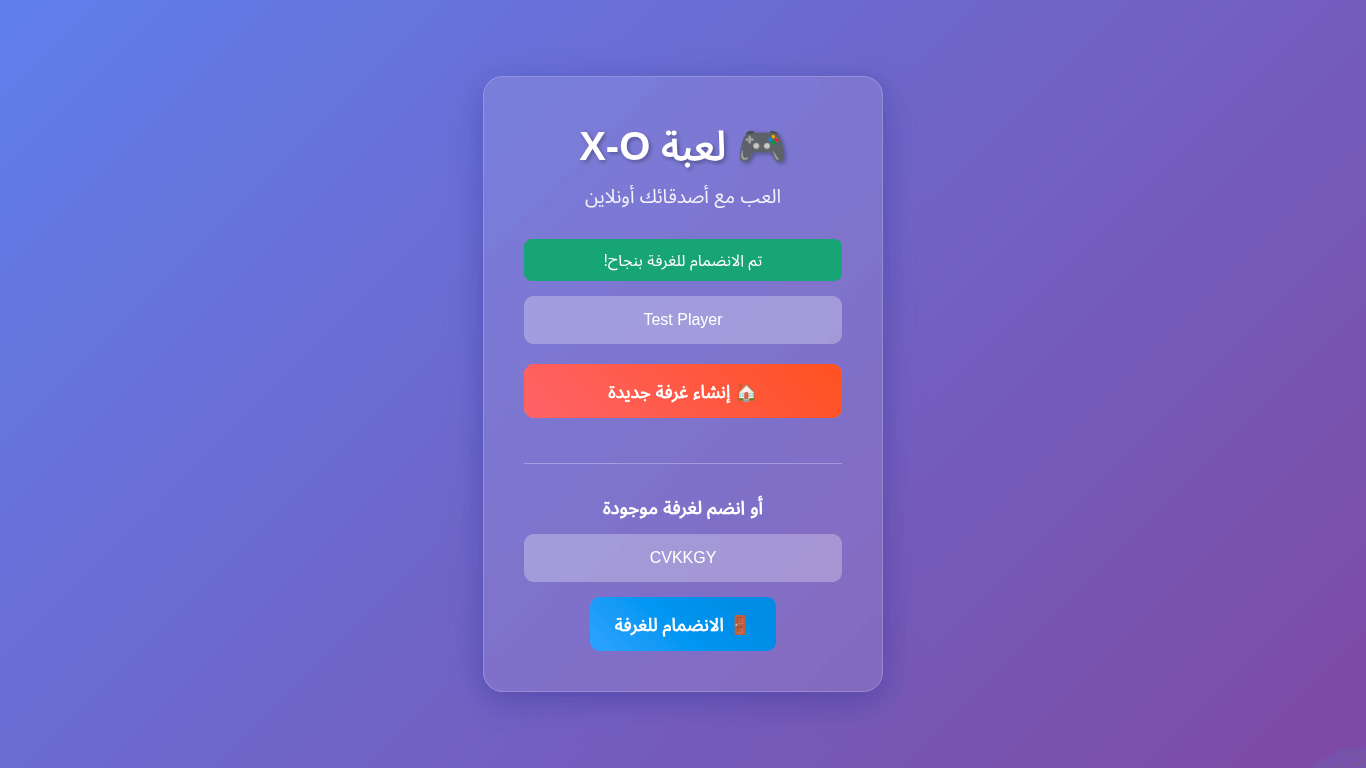 🎮 لعبة X-O
العب مع أصدقائك أونلاين
تم الانضمام للغرفة بنجاح!
Test Player
🏠 إنشاء غرفة جديدة
أو انضم لغرفة موجودة
CVKKGY
🚪 الانضمام للغرفة